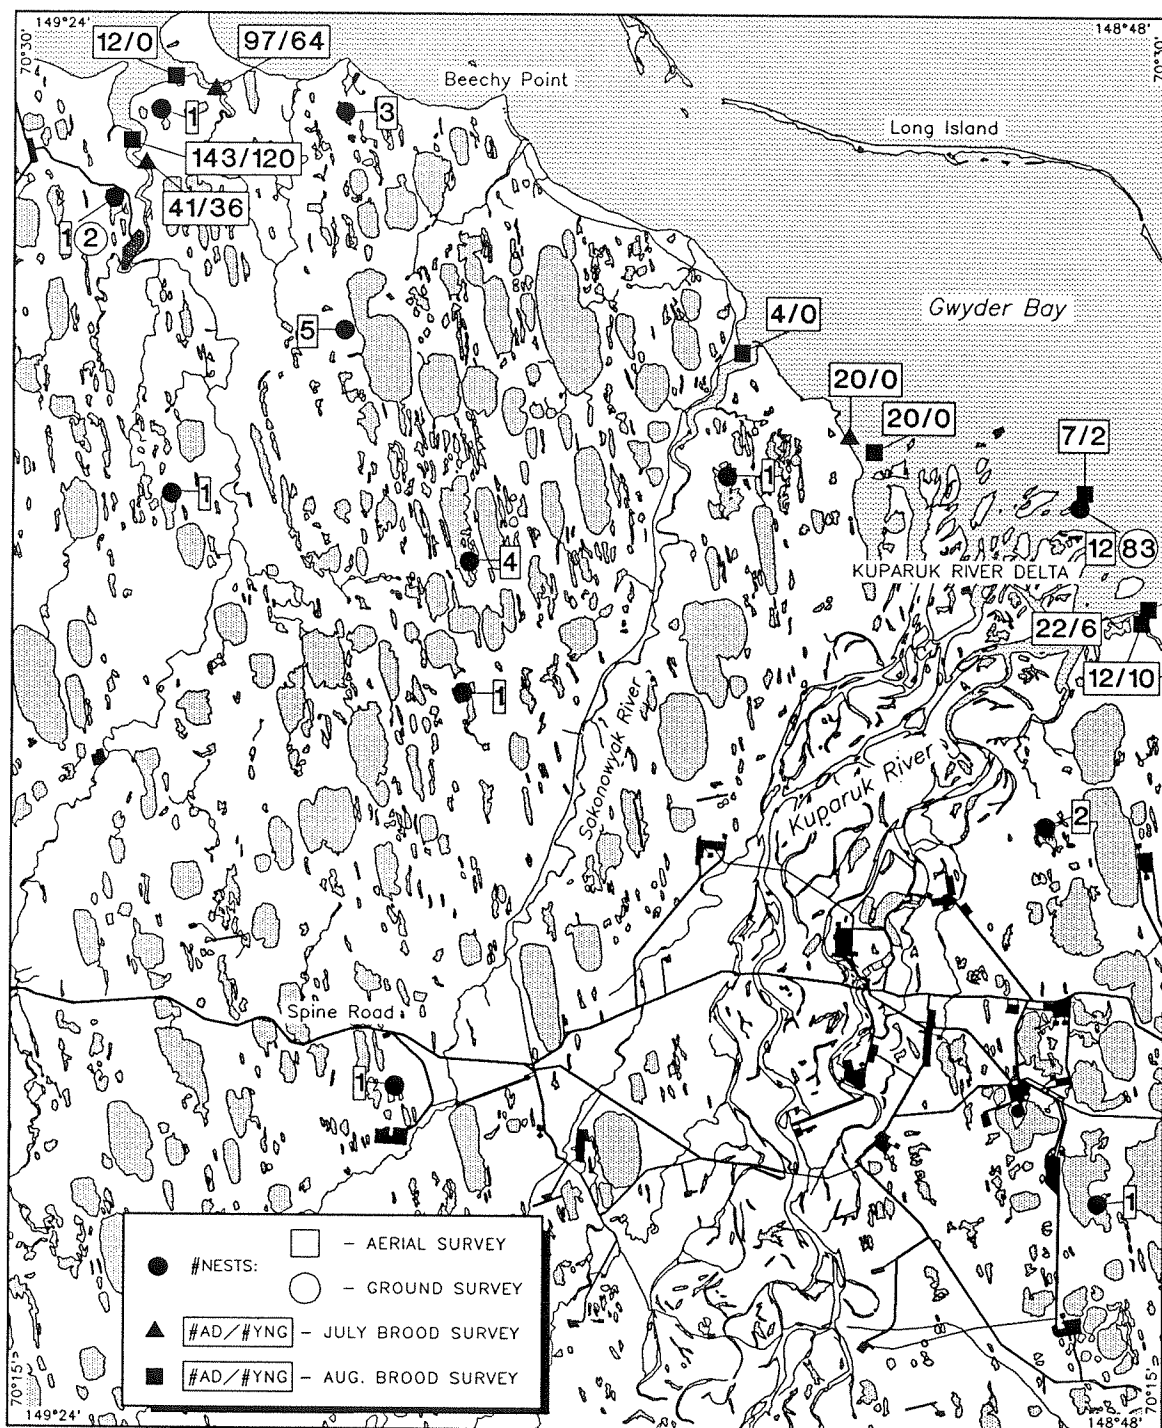 149°24'
148°48'
70°30'
70°30'
12/0
97/64
Beechy Point
1
3
Long Island
143/120
41/36
1
2
Gwyder Bay
4/0
5
20/0
20/0
7/2
1
1
4
12
83
KUPARUK RIVER DELTA
22/6
12/10
1
Sakonowyak River
Kuparuk River
2
Spine Road
1
1
#NESTS:
- AERIAL SURVEY
- GROUND SURVEY
#AD/#YNG - JULY BROOD SURVEY
#AD/#YNG - AUG. BROOD SURVEY
70°15'
70°15'
149°24'
148°48'